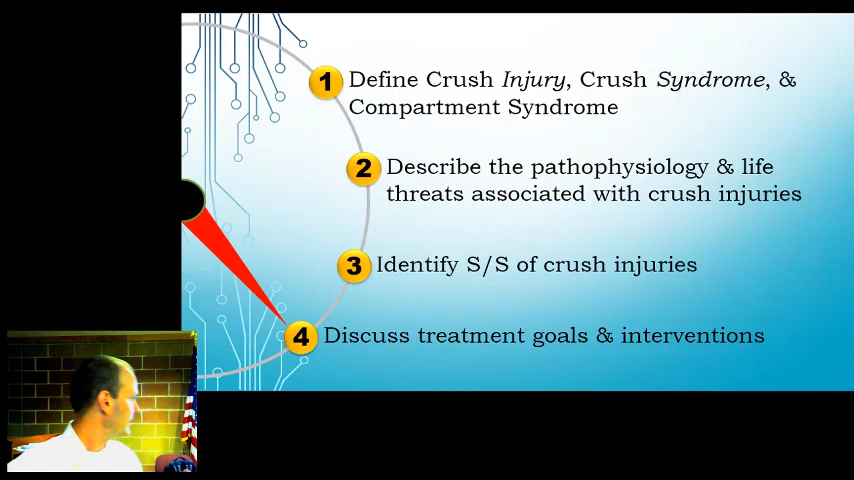 1 Define Crush Injury, Crush Syndrome, &
Compartment Syndrome
2 Describe the pathophysiology & life
threats associated with crush injuries
3 Identify S/S of crush injuries
4 Discuss treatment goals & interventions